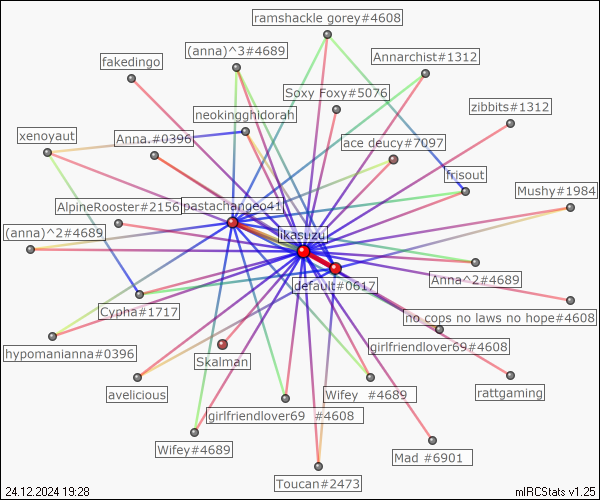 ramshackle gorey#4608
(anna)^3#4689
Annarchist#1312
fakedingo
Soxy Foxy#5076
zibbits#1312
neokingghidorah
xenoyaut
Anna.#0396
ace deucy#7097
frisout
Mushy#1984
AlpineRooster#2156
pastachangeo41
(anna)^2#4689
ikasuzu
Anna^2#4689
default#0617
Cypha#1717
no cops no laws no hope#4608
hypomanianna#0396
girlfriendlover69#4608
Skalman
avelicious
Wifey  #4689
rattgaming
girlfriendlover69  #4608
Wifey#4689
Mad #6901
Toucan#2473
24.12.2024 19:28
mIRCStats v1.25